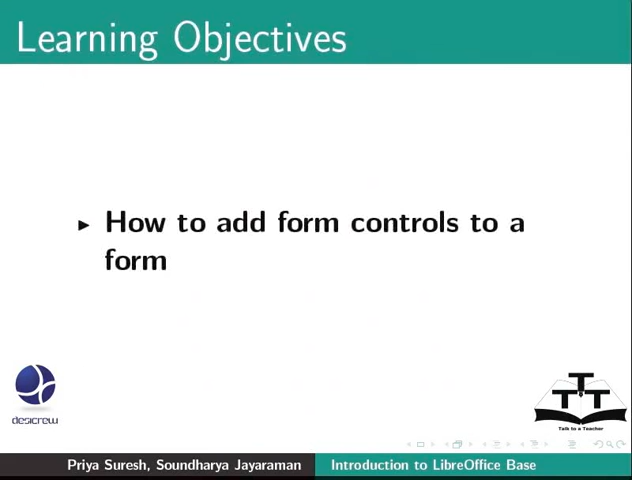 Learning Objectives
How to add form controls to a
form
desicrew
T
T T
Talk to a Teacher
Priya Suresh, Soundharya Jayaraman
Introduction to LibreOffice Base